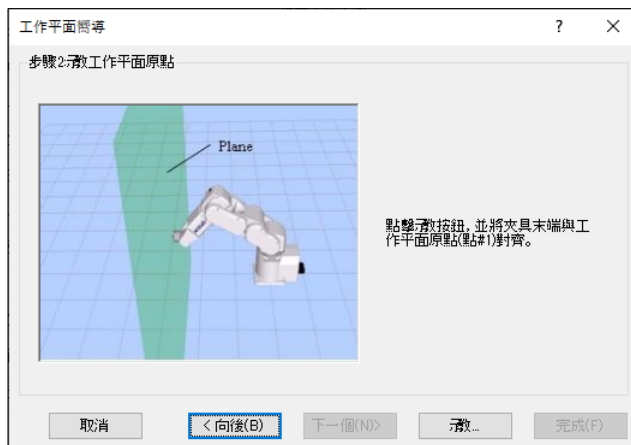 工作平面嚮導
步驟2:示教工作平面原點
Plane
點擊示教按鈕, 並將夾具末端與工
作平面原點(點#1)對齊。
取消
< 向後(B)
下一個(N)>
示教...
完成(F)